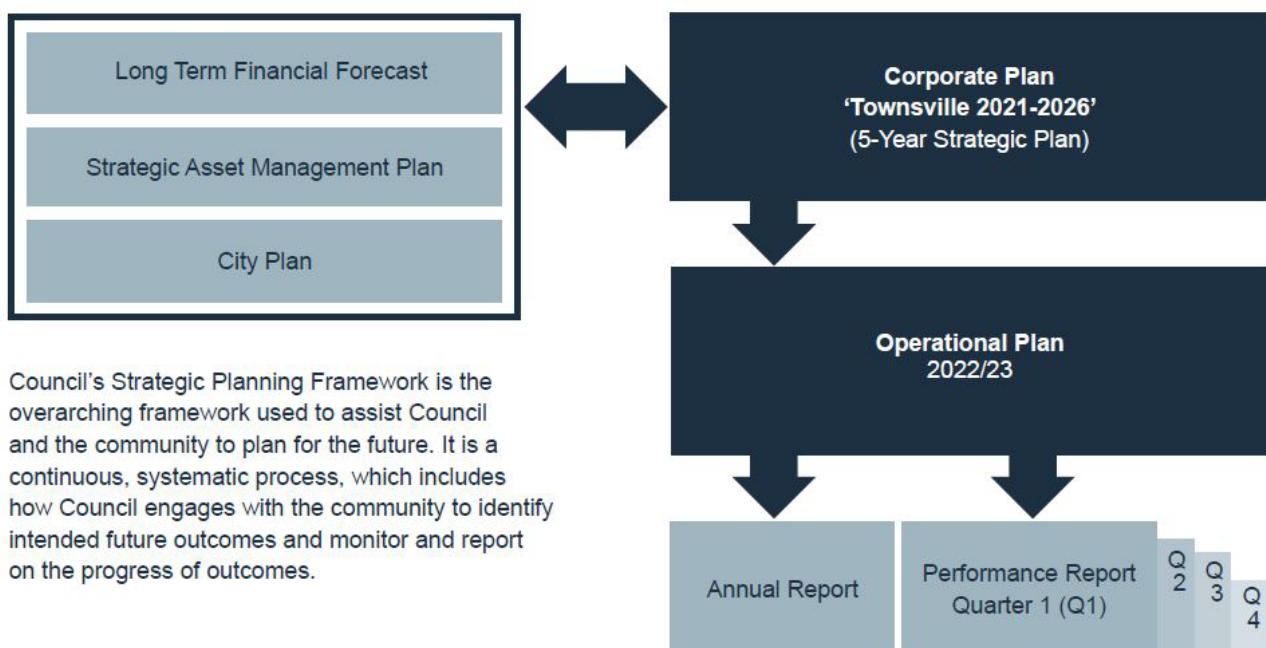 Long Term Financial Forecast
Strategic Asset Management Plan
City Plan
Corporate Plan
‘Townsville 2021-2026’
(5-Year Strategic Plan)
Operational Plan
2022/23
Council’s Strategic Planning Framework is the
overarching framework used to assist Council
and the community to plan for the future. It is a
continuous, systematic process, which includes
how Council engages with the community to identify
intended future outcomes and monitor and report
on the progress of outcomes.
Annual Report
Performance Report
Quarter 1 (Q1)
Q
2
Q
3
Q
4